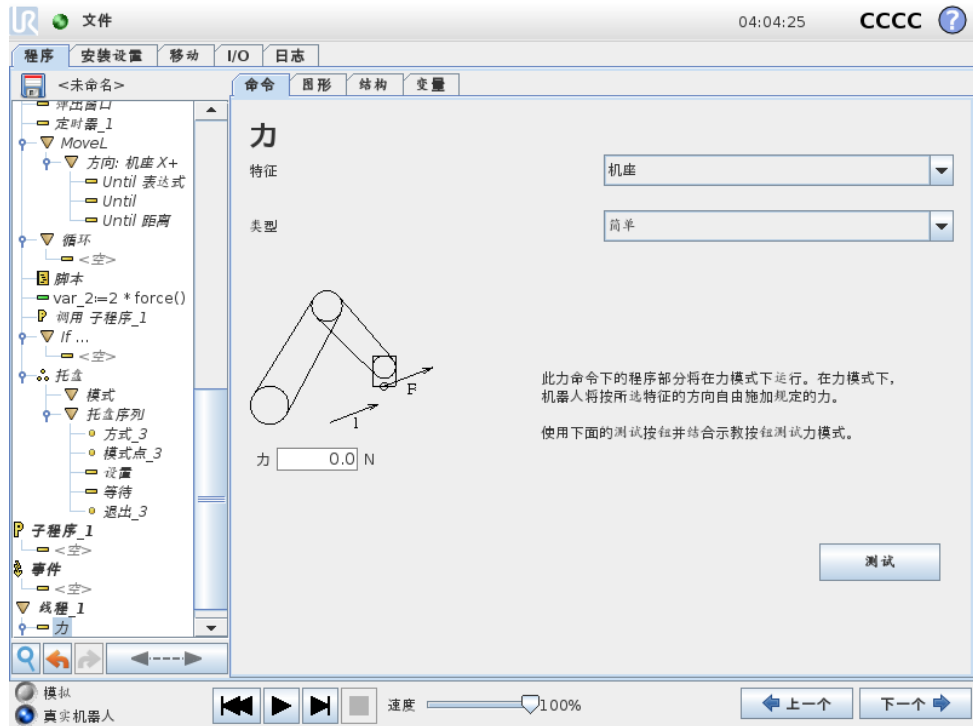 UR 文件 04:04:25 CCCC ?
程序 安装设置 移动 I/O 日志
<未命名> 命令 图形 结构 变量
弹出窗口
定时器_1
MoveL
方向: 机座 X+
Until 表达式
Until
Until 距离
循环
<空>
脚本
var_2:=2 * force()
调用 子程序_1
If ...
<空>
托盘
模式
托盘序列
方式_3
模式点_3
设置
等待
退出_3
子程序_1
<空>
事件
<空>
线程_1
力
力
特征 机座
类型 简单
F
1
力 0.0 N
此力命令下的程序部分将在力模式下运行。在力模式下,
机器人将按所选特征的方向自由施加规定的力。
使用下面的测试按钮并结合示教按钮测试力模式。
测试
模拟
真实机器人
速度 100%
上一个 下一个